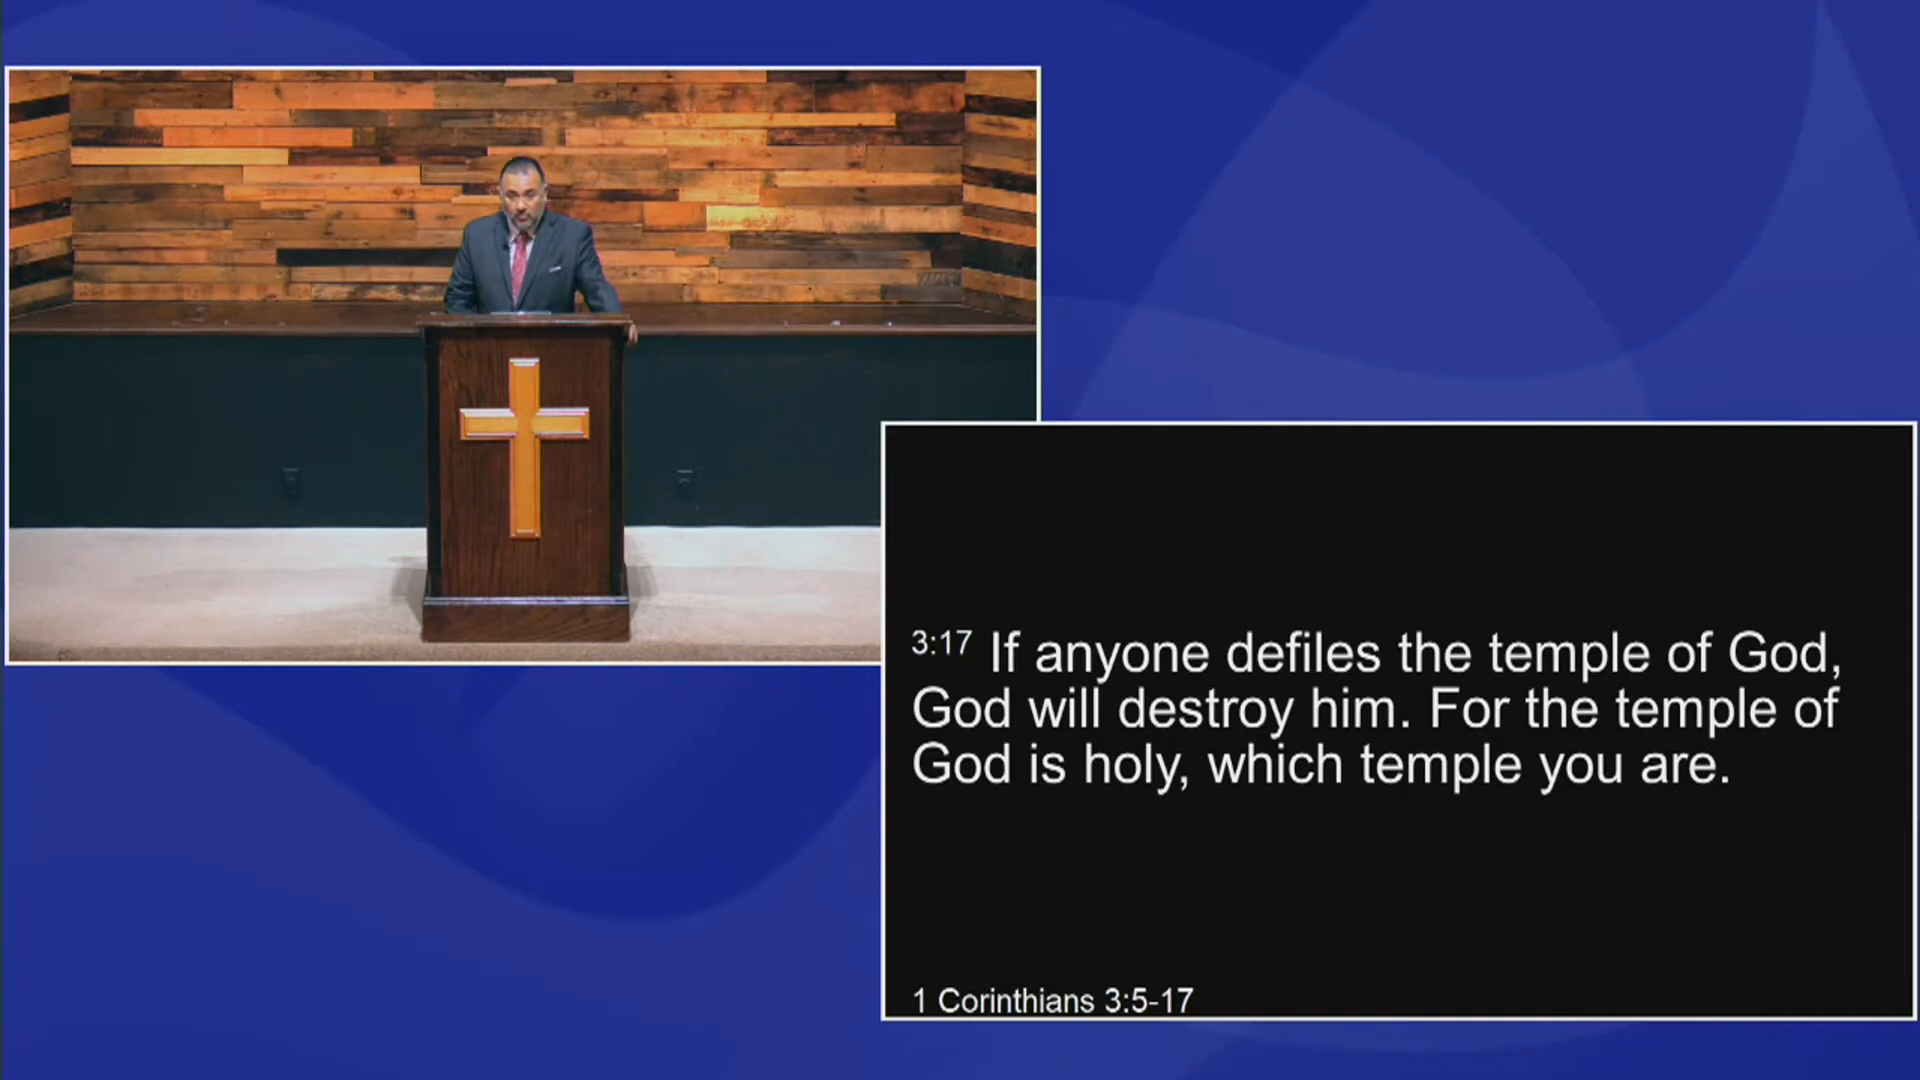 3:17 If anyone defiles the temple of God,
God will destroy him. For the temple of
God is holy, which temple you are.
1 Corinthians 3:5-17